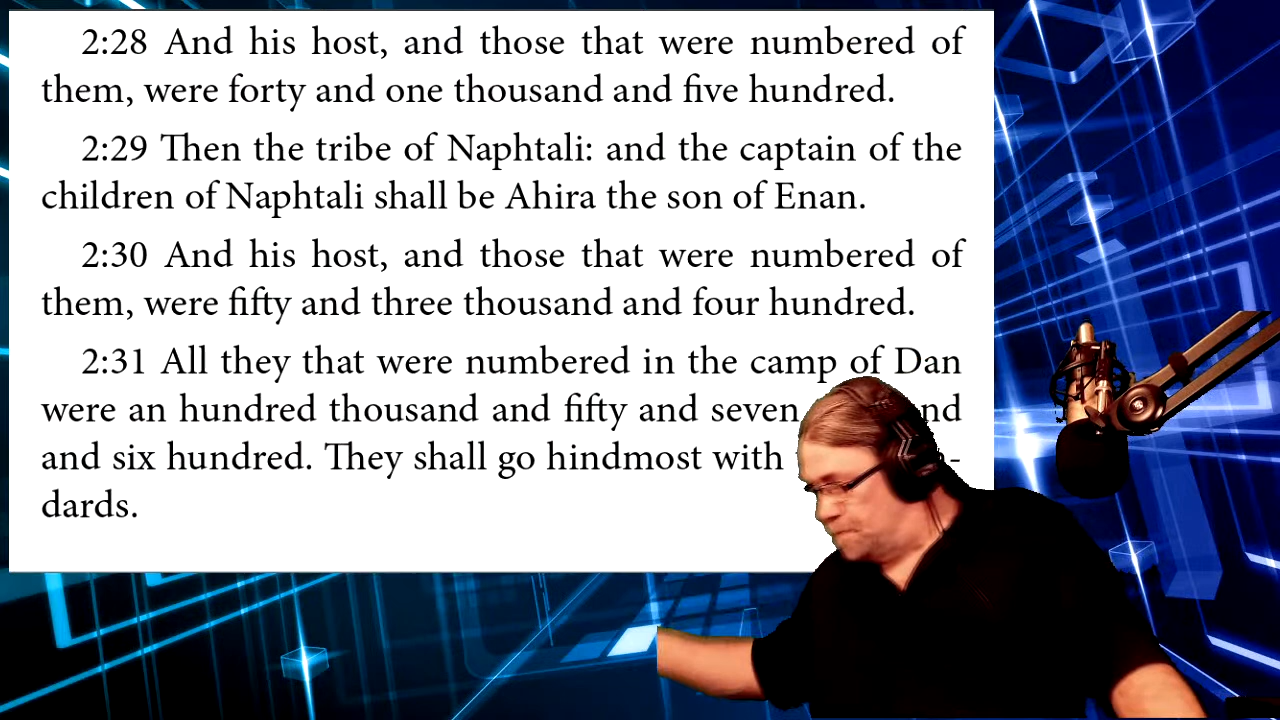 2:28 And his host, and those that were numbered of
them, were forty and one thousand and five hundred.
2:29 Then the tribe of Naphtali: and the captain of the
children of Naphtali shall be Ahira the son of Enan.
2:30 And his host, and those that were numbered of
them, were fifty and three thousand and four hundred.
2:31 All they that were numbered in the camp of Dan
were an hundred thousand and fifty and seven nd
and six hundred. They shall go hindmost with -
dards.